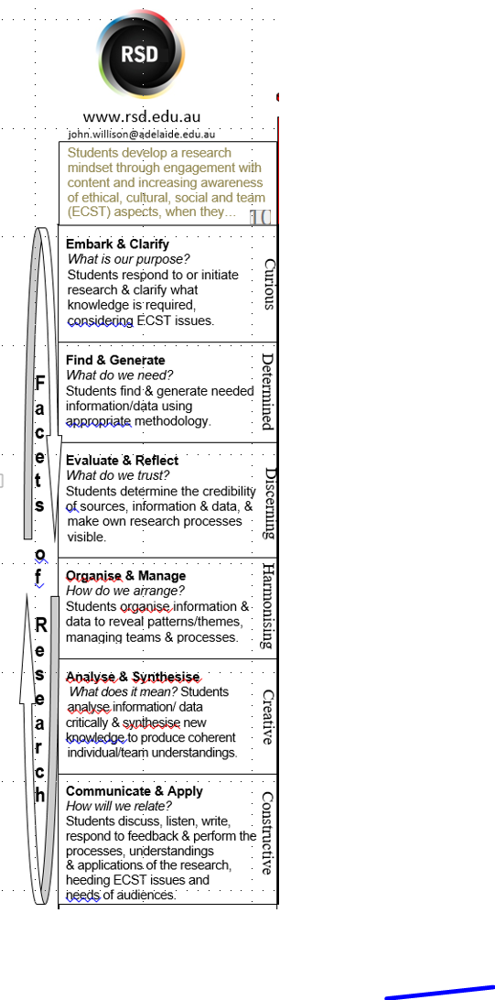 RSD
www.rsd.edu.au
john.willison@adelaide.edu.au
Students develop a research
mindset through engagement with
content and increasing awareness
of ethical, cultural, social and team
(ECST) aspects, when they…
Facets of Research
Embark & Clarify
What is our purpose?
Students respond to or initiate
research & clarify what
knowledge is required,
considering ECST issues.
Curious
Find & Generate
What do we need?
Students find & generate needed
information/data using
appropriate methodology.
Determined
Evaluate & Reflect
What do we trust?
Students determine the credibility
of sources, information & data, &
make own research processes
visible.
Discerning
Organise & Manage
How do we arrange?
Students organise information &
data to reveal patterns/themes,
managing teams & processes.
Harmonising
Analyse & Synthesise
What does it mean? Students
analyse information/ data
critically & synthesise new
knowledge to produce coherent
individual/team understandings.
Creative
Communicate & Apply
How will we relate?
Students discuss, listen, write,
respond to feedback & perform the
processes, understandings
& applications of the research,
heeding ECST issues and
needs of audiences.
Constructive